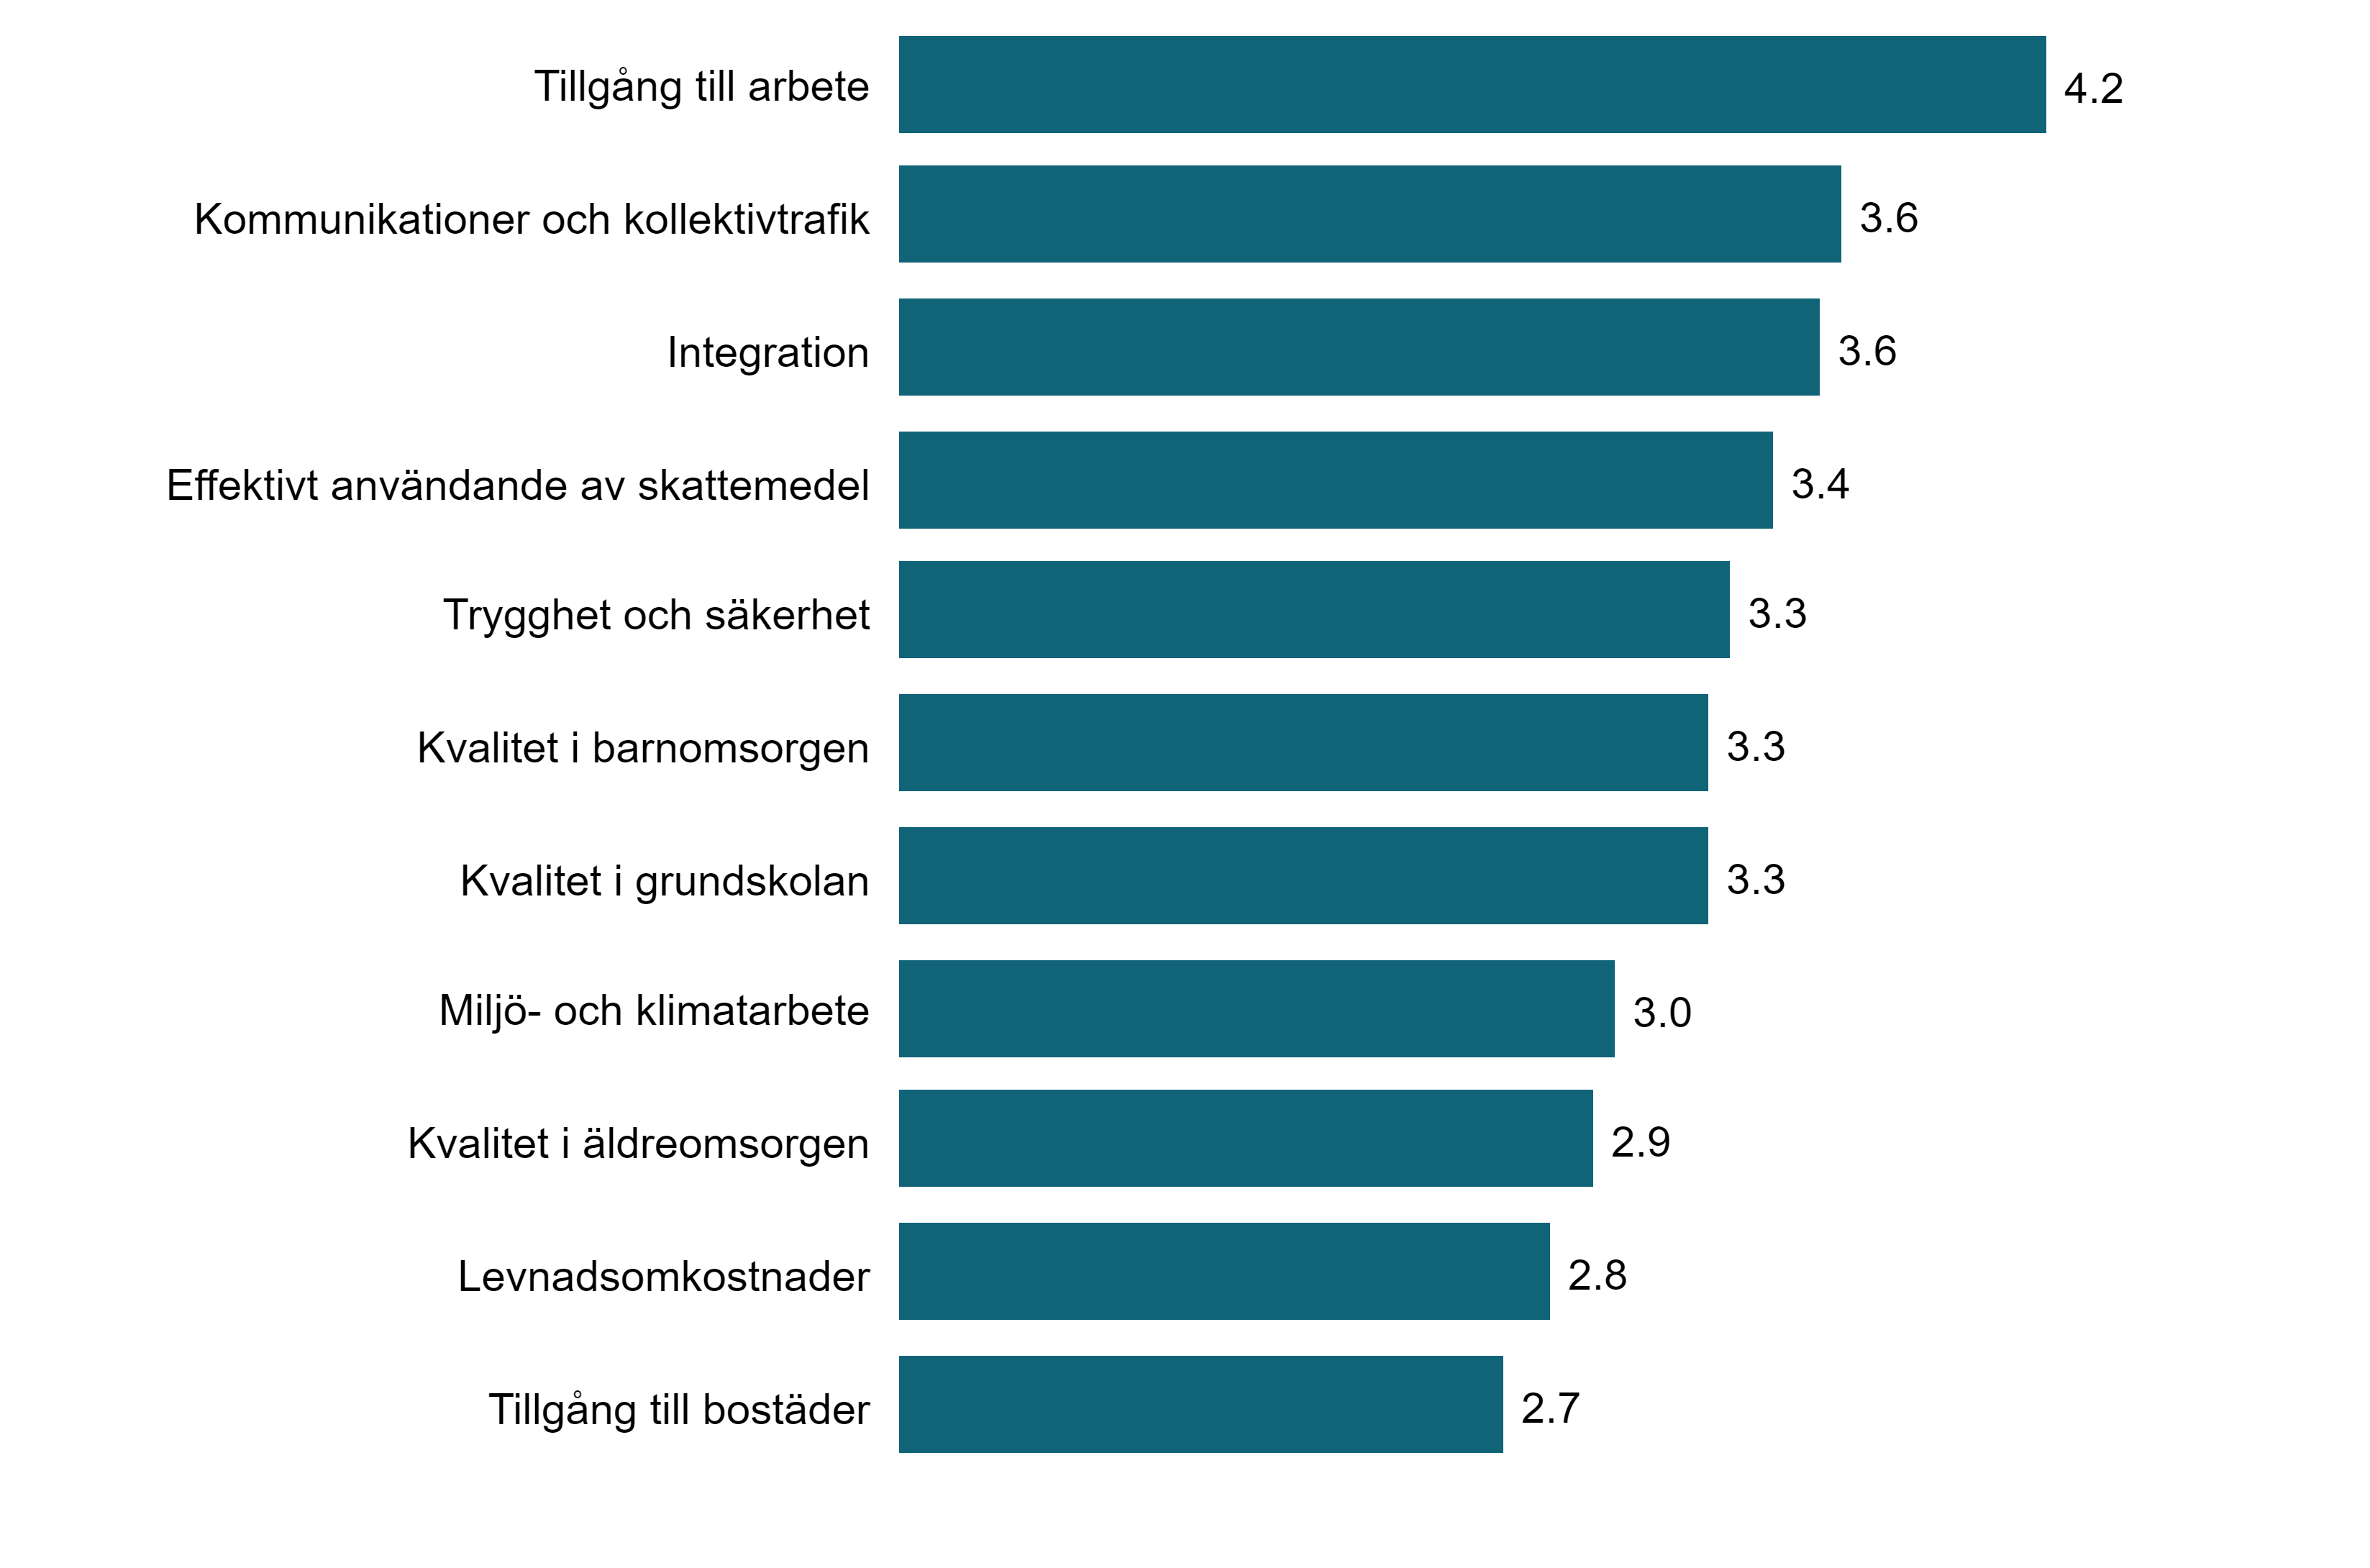 Tillgång till arbete 4.2
Kommunikationer och kollektivtrafik 3.6
Integration 3.6
Effektivt användande av skattemedel 3.4
Trygghet och säkerhet 3.3
Kvalitet i barnomsorgen 3.3
Kvalitet i grundskolan 3.3
Miljö- och klimatarbete 3.0
Kvalitet i äldreomsorgen 2.9
Levnadsomkostnader 2.8
Tillgång till bostäder 2.7